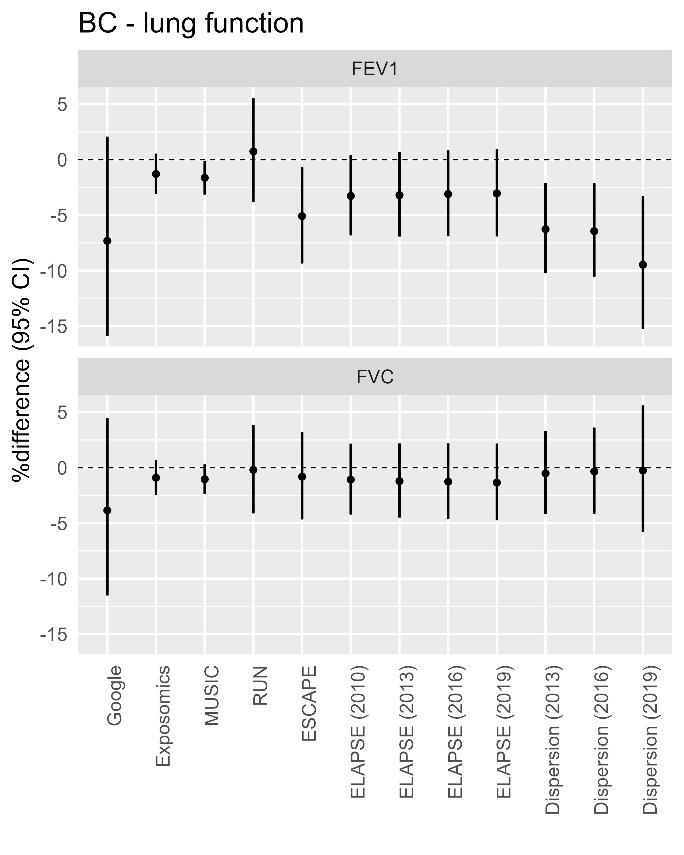 BC - lung function
FEV1
5
0
-5
-10
-15
FVC
5
0
-5
-10
-15
%difference (95% CI)
Google
Exposomics
MUSIC
RUN
ESCAPE
ELAPSE (2010)
ELAPSE (2013)
ELAPSE (2016)
ELAPSE (2019)
Dispersion (2013)
Dispersion (2016)
Dispersion (2019)